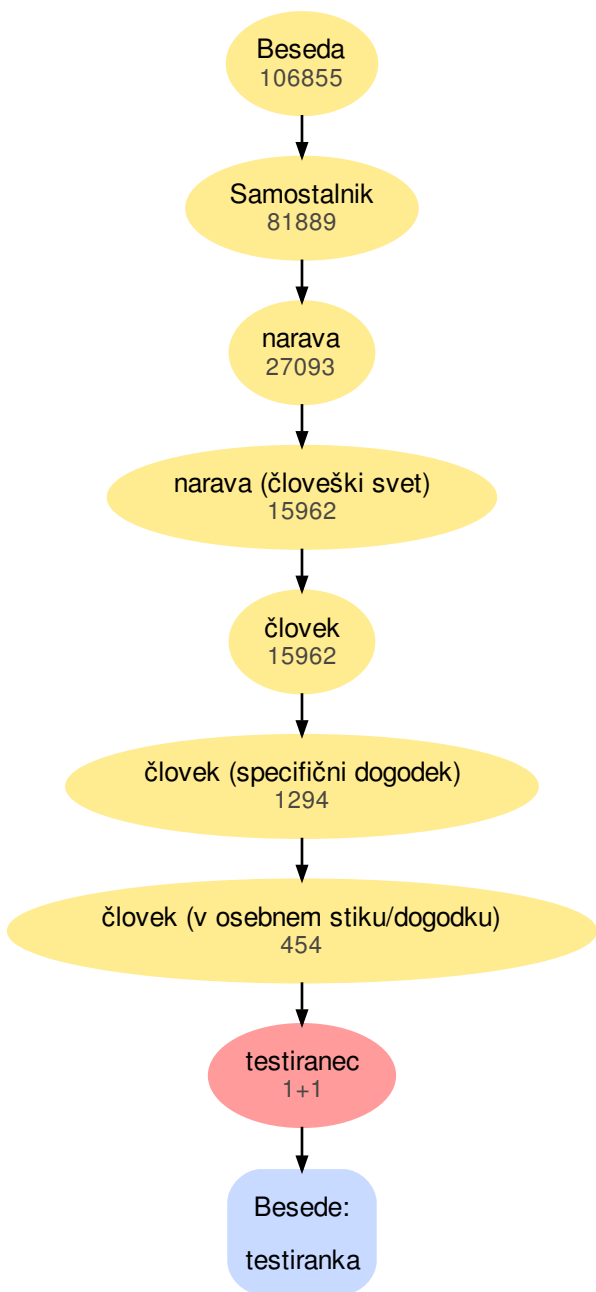 Beseda
106855
Samostalnik
81889
narava
27093
narava (človeški svet)
15962
človek
15962
človek (specifični dogodek)
1294
človek (v osebnem stiku/dogodku)
454
testiranec
1+1
Besede:
testiranka